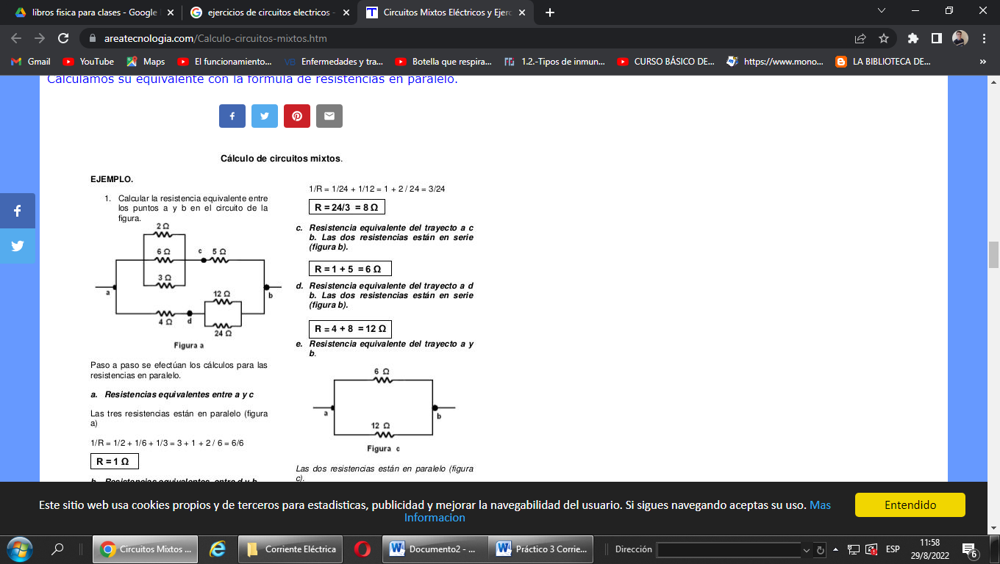 libros fisica para clases - Google
ejercicios de circuitos electricos -
Circuitos Mixtos Eléctricos y Ejerc
areatecnologia.com/Calculo-circuitos-mixtos.htm
Gmail
YouTube
Maps
El funcionamiento...
Enfermedades y tra...
Botella que respira...
1.2.-Tipos de inmun...
CURSO BÁSICO DE...
https://www.mono...
LA BIBLIOTECA DE...
»
Calculamos su equivalente con la formula de resistencias en paralelo.
Cálculo de circuitos mixtos.
EJEMPLO.
1. Calcular la resistencia equivalente entre
los puntos a y b en el circuito de la
figura.
2 Ω
6 Ω
c
5 Ω
3 Ω
a
b
12 Ω
4 Ω
d
24 Ω
Figura a
Paso a paso se efectúan los cálculos para las
resistencias en paralelo.
a. Resistencias equivalentes entre a y c
Las tres resistencias están en paralelo (figura
a)
1/R = 1/2 + 1/6 + 1/3 = 3 + 1 + 2 / 6 = 6/6
R = 1 Ω
b. Resistencias equivalentes entre d y b
1/R = 1/24 + 1/12 = 1 + 2 / 24 = 3/24
R = 24/3 = 8 Ω
c. Resistencia equivalente del trayecto a c
b. Las dos resistencias están en serie
(figura b).
R = 1 + 5 = 6 Ω
d. Resistencia equivalente del trayecto a d
b. Las dos resistencias están en serie
(figura b).
R = 4 + 8 = 12 Ω
e. Resistencia equivalente del trayecto a y
b.
6 Ω
a
b
12 Ω
Figura c
Las dos resistencias están en paralelo (figura
c).
Este sitio web usa cookies propios y de terceros para estadisticas, publicidad y mejorar la navegabilidad del usuario. Si sigues navegando aceptas su uso. Mas
Informacion
Entendido
Circuitos Mixtos ...
Corriente Eléctrica
Documento2 - ...
Práctico 3 Corrie...
Dirección
ESP
11:58
29/8/2022
6